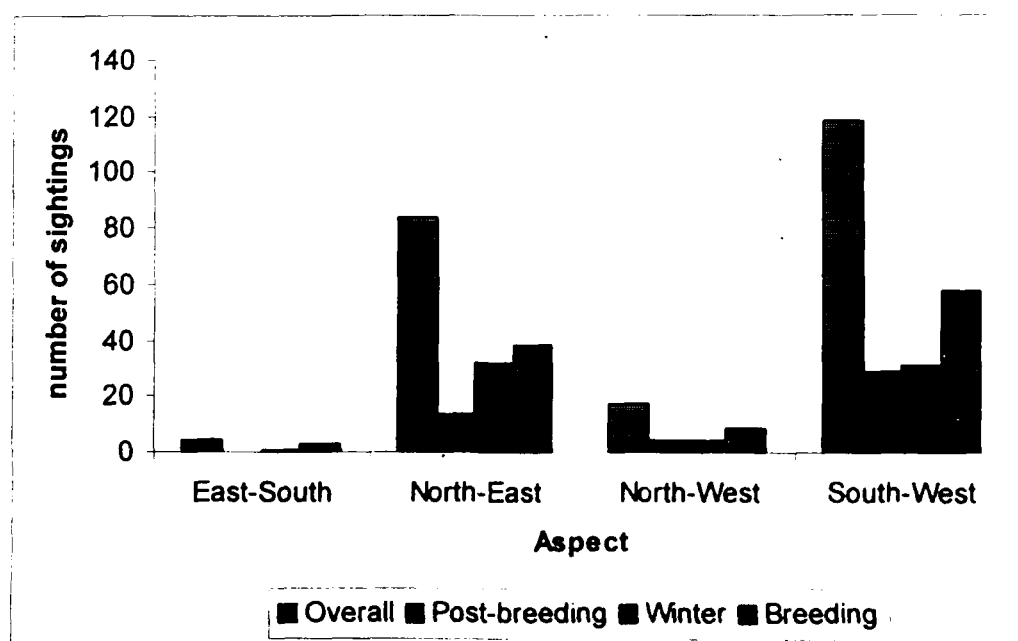 140
120
100
80
60
40
20
0
number of sightings
East-South North-East North-West South-West
Aspect
Overall Post-breeding Winter Breeding